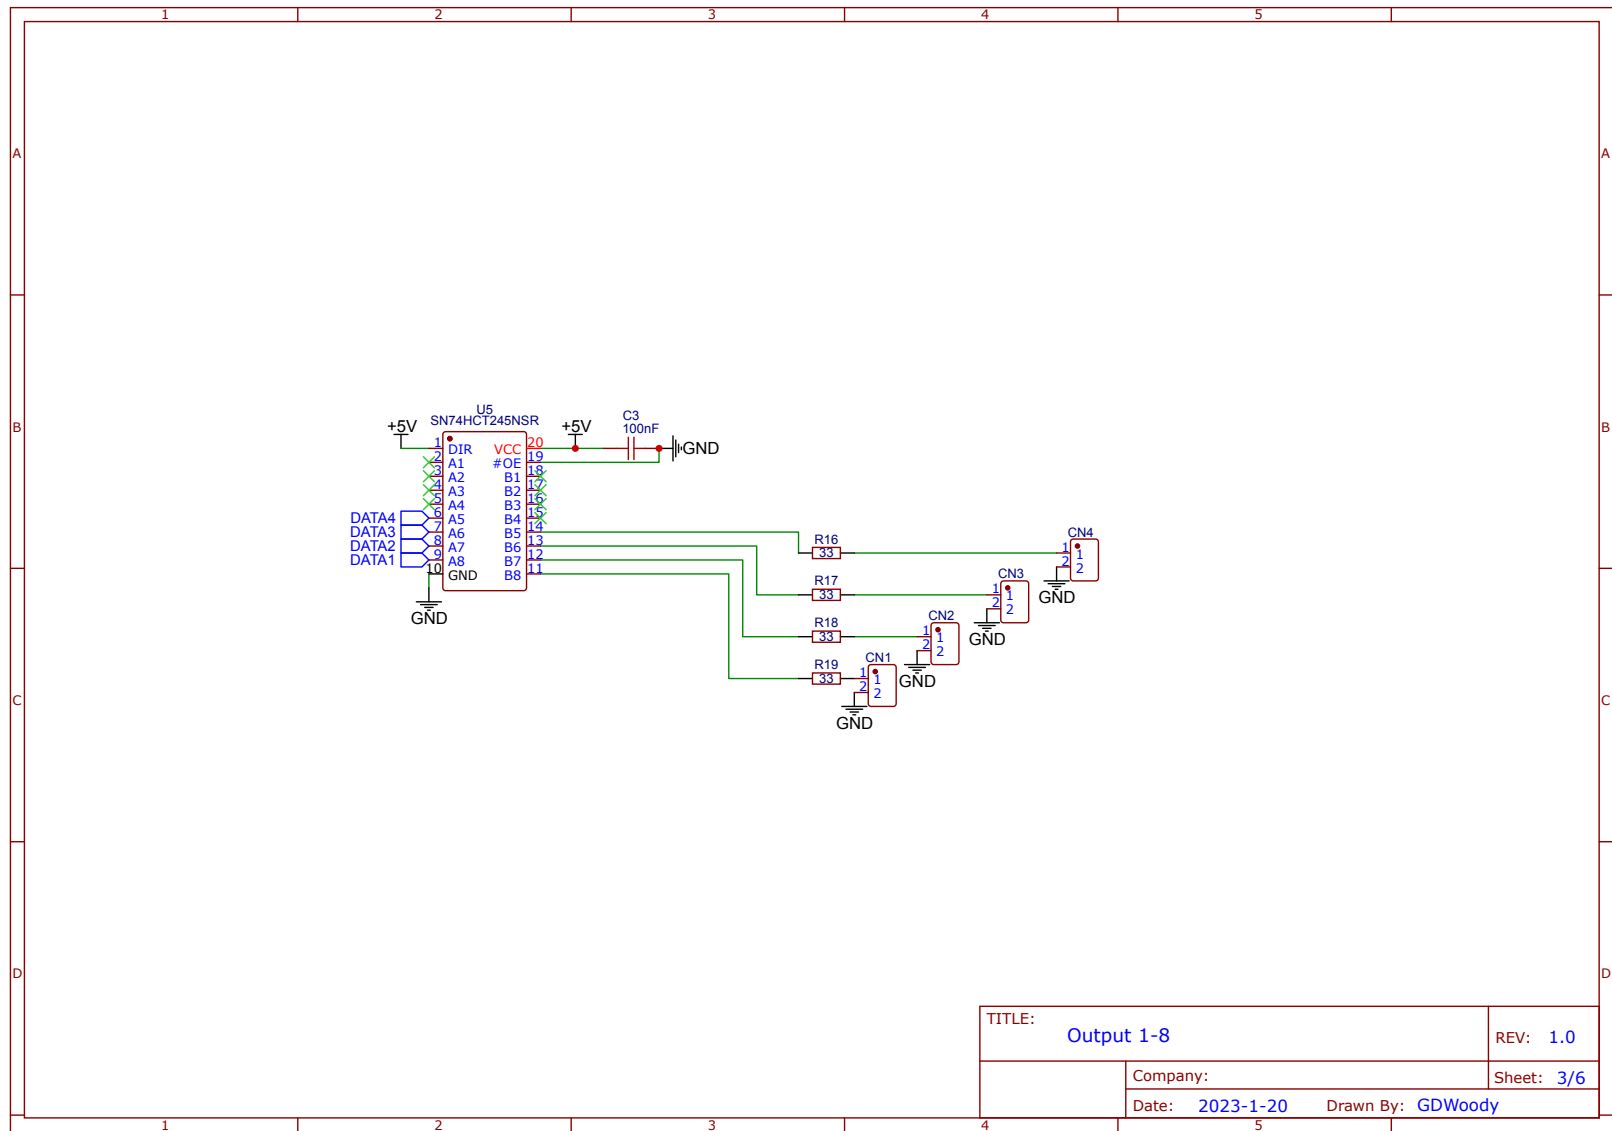 1 2 3 4 5
A A
B B
C C
D D
U5
SN74HCT245NSR
+5V +5V
C3
100nF
GND
1 DIR VCC 20
2 A1 #OE 19
3 A2 B1 18
4 A3 B2 17
5 A4 B3 16
DATA4 6 A5 B4 15
DATA3 7 A6 B5 14
DATA2 8 A7 B6 13
DATA1 9 A8 B7 12
10 GND B8 11
GND
R16
33
CN4
1 1
2 2
GND
R17
33
CN3
1 1
2 2
GND
R18
33
CN2
1 1
2 2
GND
R19
33
CN1
1 1
2 2
GND
TITLE:
Output 1-8
REV: 1.0
Company:
Sheet: 3/6
Date: 2023-1-20 Drawn By: GDWoody
1 2 3 4 5